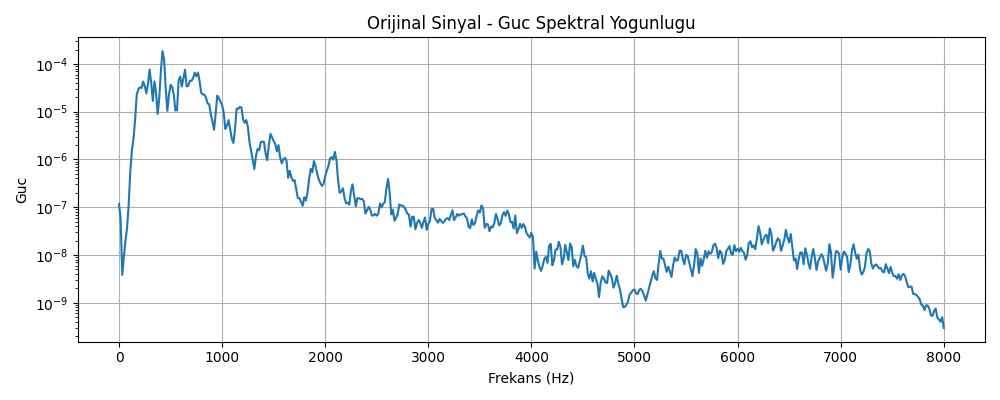 Orijinal Sinyal - Guc Spektral Yogunlugu
Guc
10⁻⁴
10⁻⁵
10⁻⁶
10⁻⁷
10⁻⁸
10⁻⁹
0 1000 2000 3000 4000 5000 6000 7000 8000
Frekans (Hz)